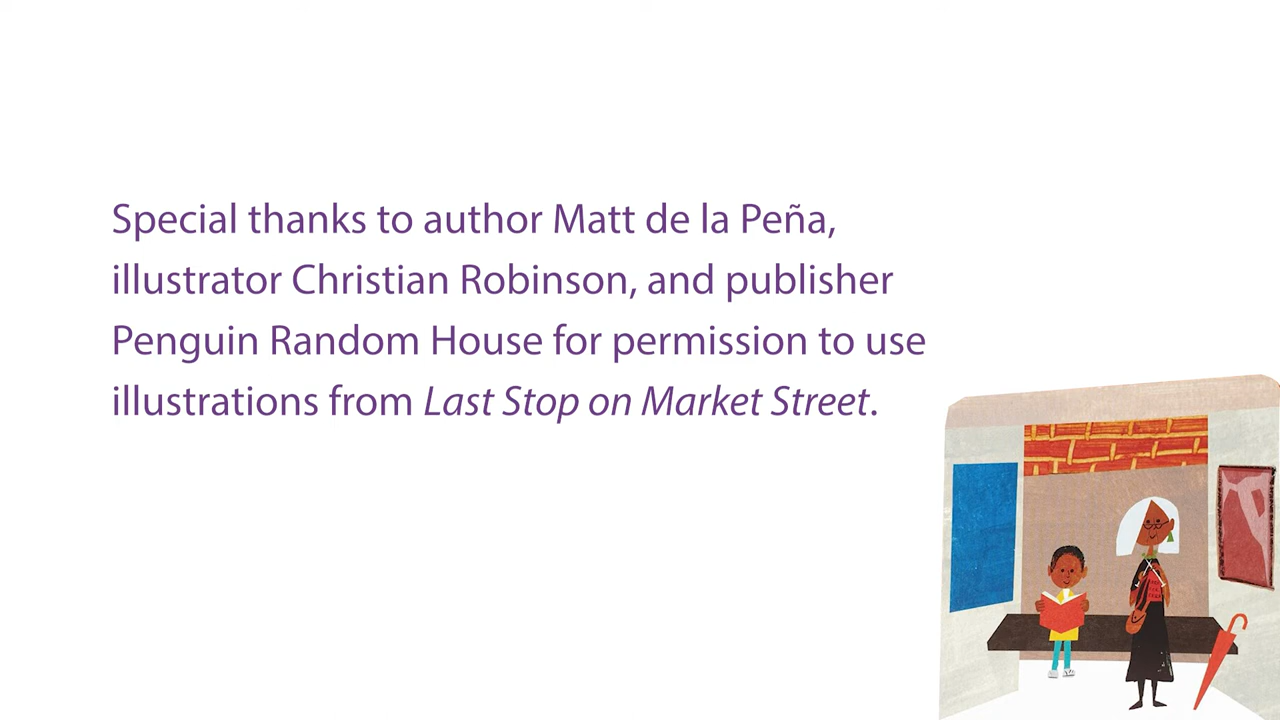 Special thanks to author Matt de la Peña,
illustrator Christian Robinson, and publisher
Penguin Random House for permission to use
illustrations from Last Stop on Market Street.